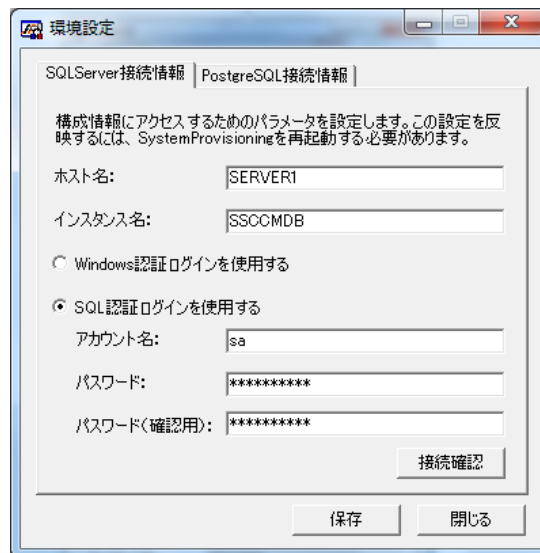 環境設定
SQLServer接続情報 PostgreSQL接続情報
構成情報にアクセスするためのパラメータを設定します。この設定を反
映するには、SystemProvisioningを再起動する必要があります。
ホスト名: SERVER1
インスタンス名: SSCCMDB
Windows認証ログインを使用する
SQL認証ログインを使用する
アカウント名: sa
パスワード: **********
パスワード(確認用): **********
接続確認
保存 閉じる